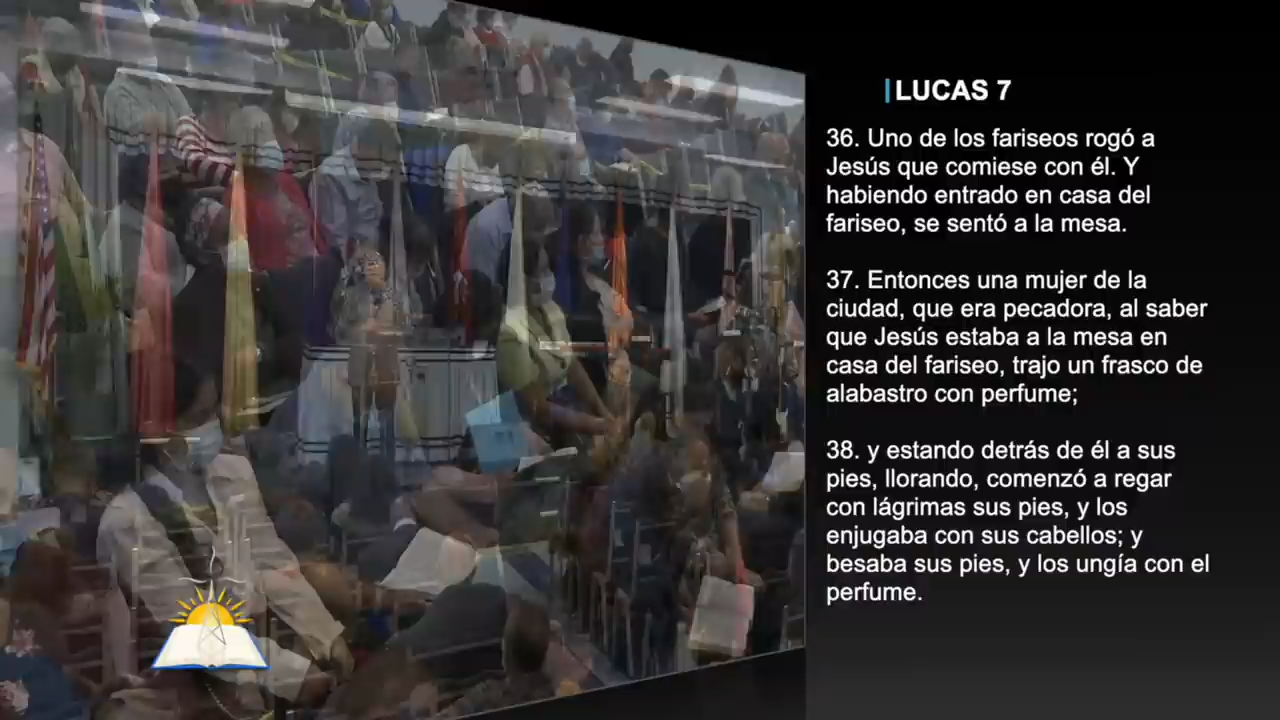 LUCAS 7
36. Uno de los fariseos rogó a
Jesús que comiese con él. Y
habiendo entrado en casa del
fariseo, se sentó a la mesa.
37. Entonces una mujer de la
ciudad, que era pecadora, al saber
que Jesús estaba a la mesa en
casa del fariseo, trajo un frasco de
alabastro con perfume;
38. y estando detrás de él a sus
pies, llorando, comenzó a regar
con lágrimas sus pies, y los
enjugaba con sus cabellos; y
besaba sus pies, y los ungía con el
perfume.